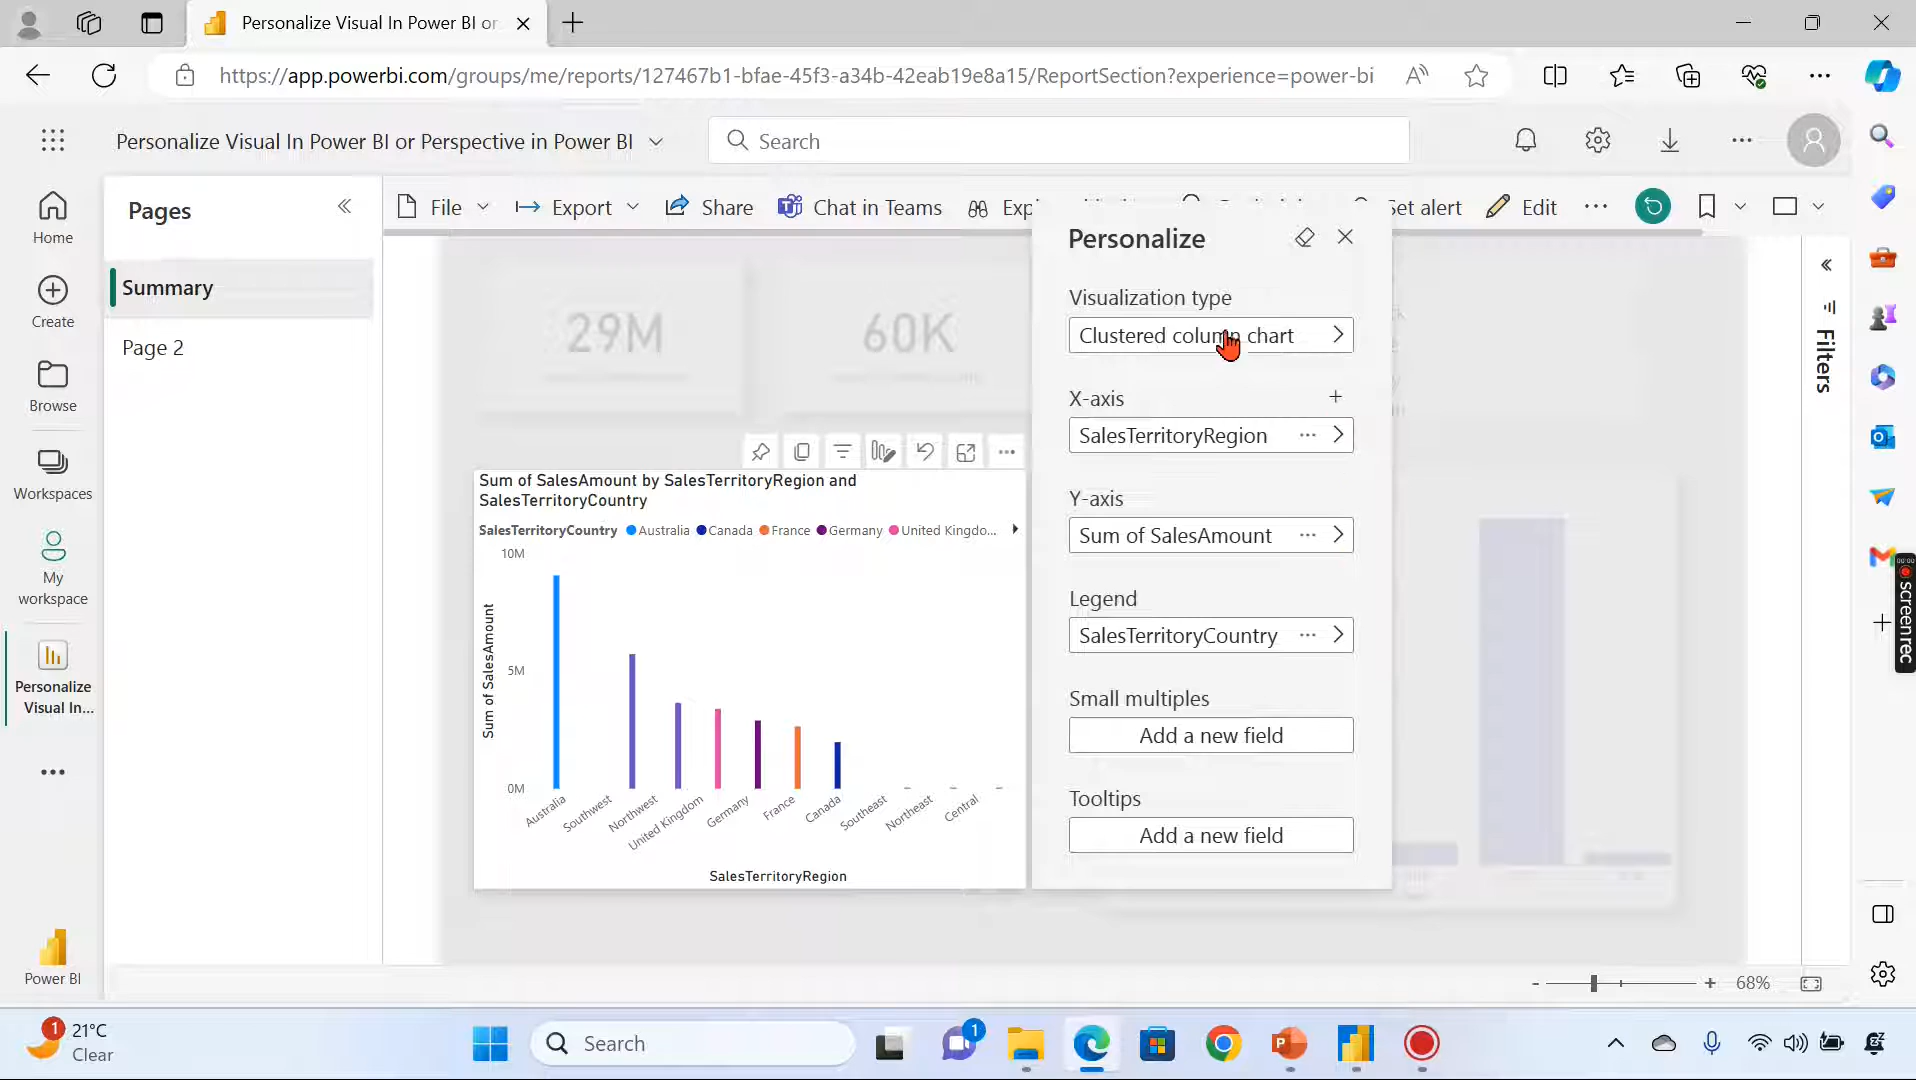 Personalize Visual In Power BI or
https://app.powerbi.com/groups/me/reports/127467b1-bfae-45f3-a34b-42eab19e8a15/ReportSection?experience=power-bi
Personalize Visual In Power BI or Perspective in Power BI
Search
Home
Create
Browse
Workspaces
My
workspace
Personalize
Visual In...
Power BI
Pages
Summary
Page 2
File
Export
Share
Chat in Teams
Set alert
Edit
29M
60K
Personalize
Visualization type
Clustered column chart
X-axis
SalesTerritoryRegion
Y-axis
Sum of SalesAmount
Legend
SalesTerritoryCountry
Small multiples
Add a new field
Tooltips
Add a new field
Sum of SalesAmount by SalesTerritoryRegion and
SalesTerritoryCountry
SalesTerritoryCountry Australia Canada France Germany United Kingdo...
10M
5M
0M
Sum of SalesAmount
Australia
Southwest
Northwest
United Kingdom
Germany
France
Canada
Southeast
Northeast
Central
SalesTerritoryRegion
Filters
screenrec
68%
1
21°C
Clear
Search
1